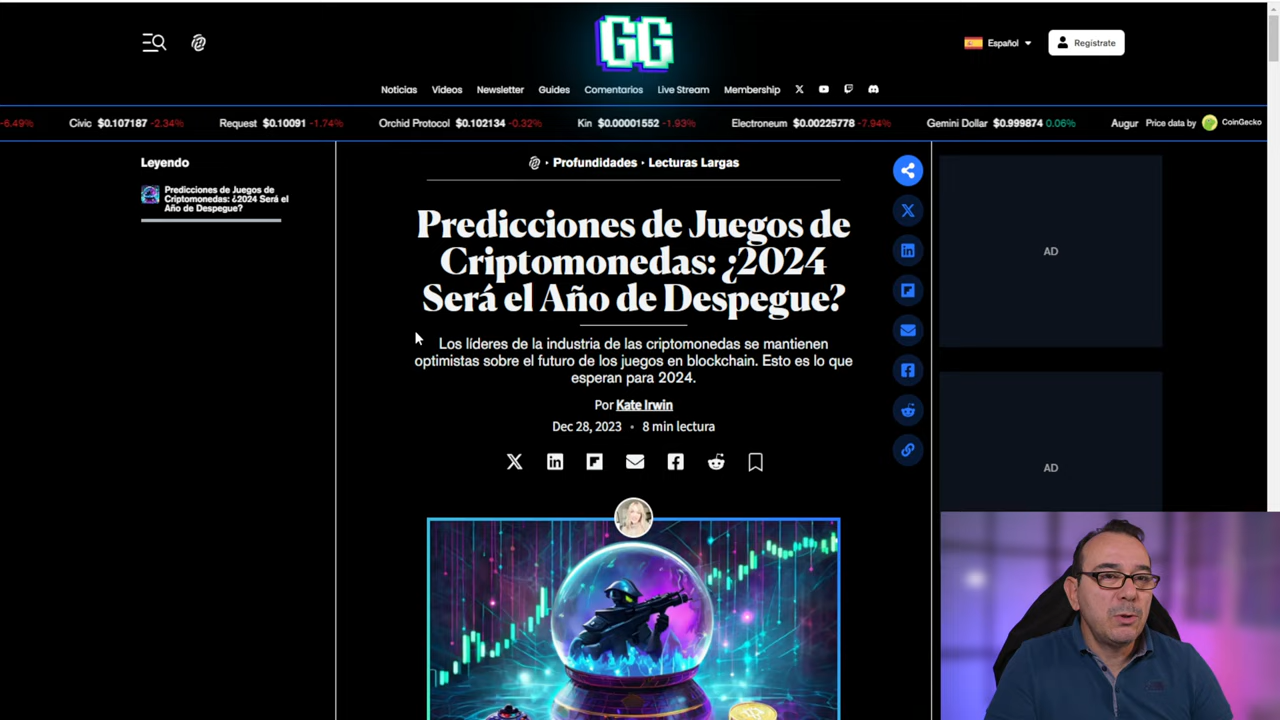 GG
Español
Regístrate
Noticias Videos Newsletter Guides Comentarios Live Stream Membership
-6.49% Civic $0.107187 -2.34% Request $0.10091 -1.74% Orchid Protocol $0.102134 -0.32% Kin $0.00001552 -1.93% Electroneum $0.00225778 -7.94% Gemini Dollar $0.999874 0.06% Augur Price data by CoinGecko
Leyendo
Predicciones de Juegos de
Criptomonedas: ¿2024 Será el
Año de Despegue?
· Profundidades · Lecturas Largas
Predicciones de Juegos de
Criptomonedas: ¿2024
Será el Año de Despegue?
Los líderes de la industria de las criptomonedas se mantienen
optimistas sobre el futuro de los juegos en blockchain. Esto es lo que
esperan para 2024.
Por Kate Irwin
Dec 28, 2023 • 8 min lectura
AD
AD